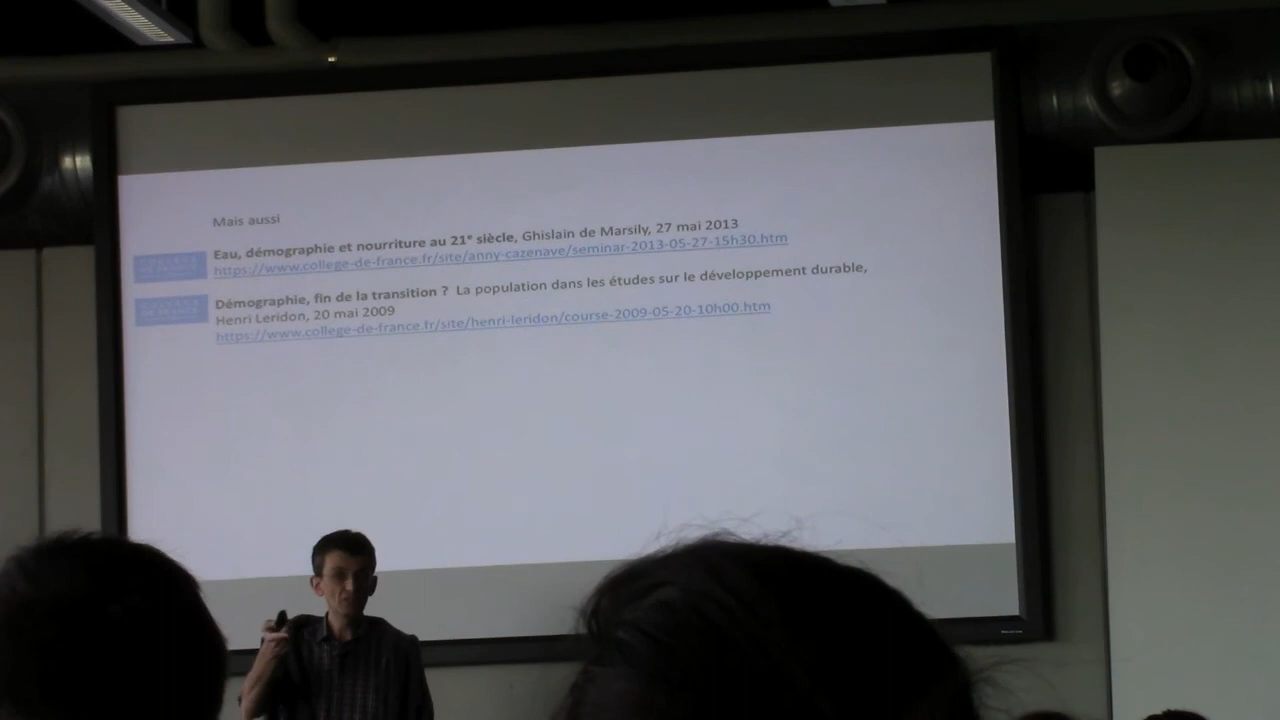 Mais aussi
Eau, démographie et nourriture au 21e siècle, Ghislain de Marsily, 27 mai 2013
https://www.college-de-france.fr/site/anny-cazenave/seminar-2013-05-27-15h30.htm
Démographie, fin de la transition ? La population dans les études sur le développement durable,
Henri Leridon, 20 mai 2009
https://www.college-de-france.fr/site/henri-leridon/course-2009-05-20-10h00.htm